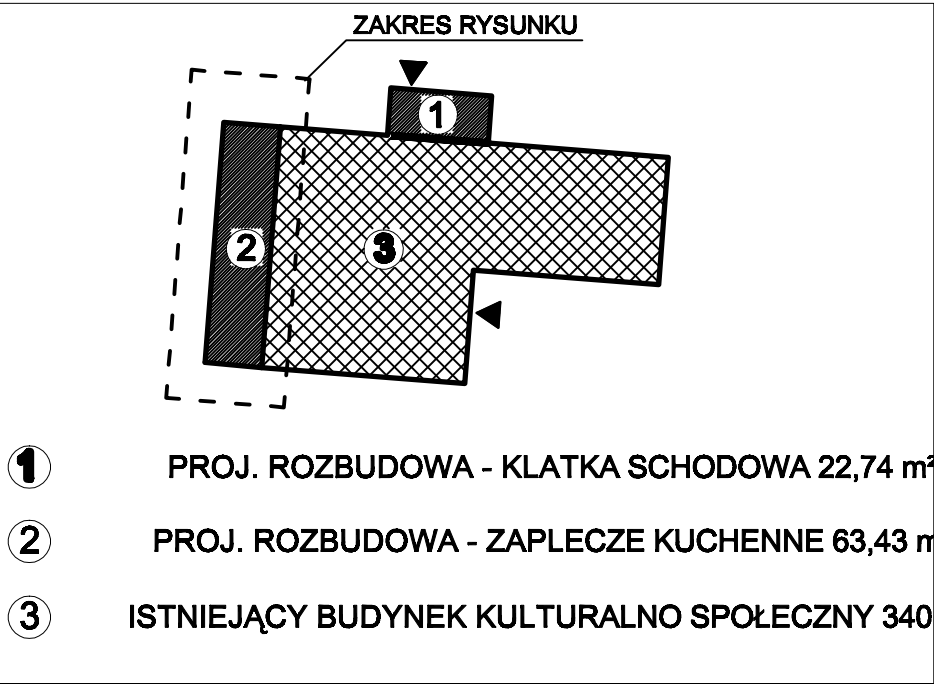 ZAKRES RYSUNKU
1
2
3
1 PROJ. ROZBUDOWA - KLATKA SCHODOWA 22,74 m²
2 PROJ. ROZBUDOWA - ZAPLECZE KUCHENNE 63,43 m
3 ISTNIEJĄCY BUDYNEK KULTURALNO SPOŁECZNY 340